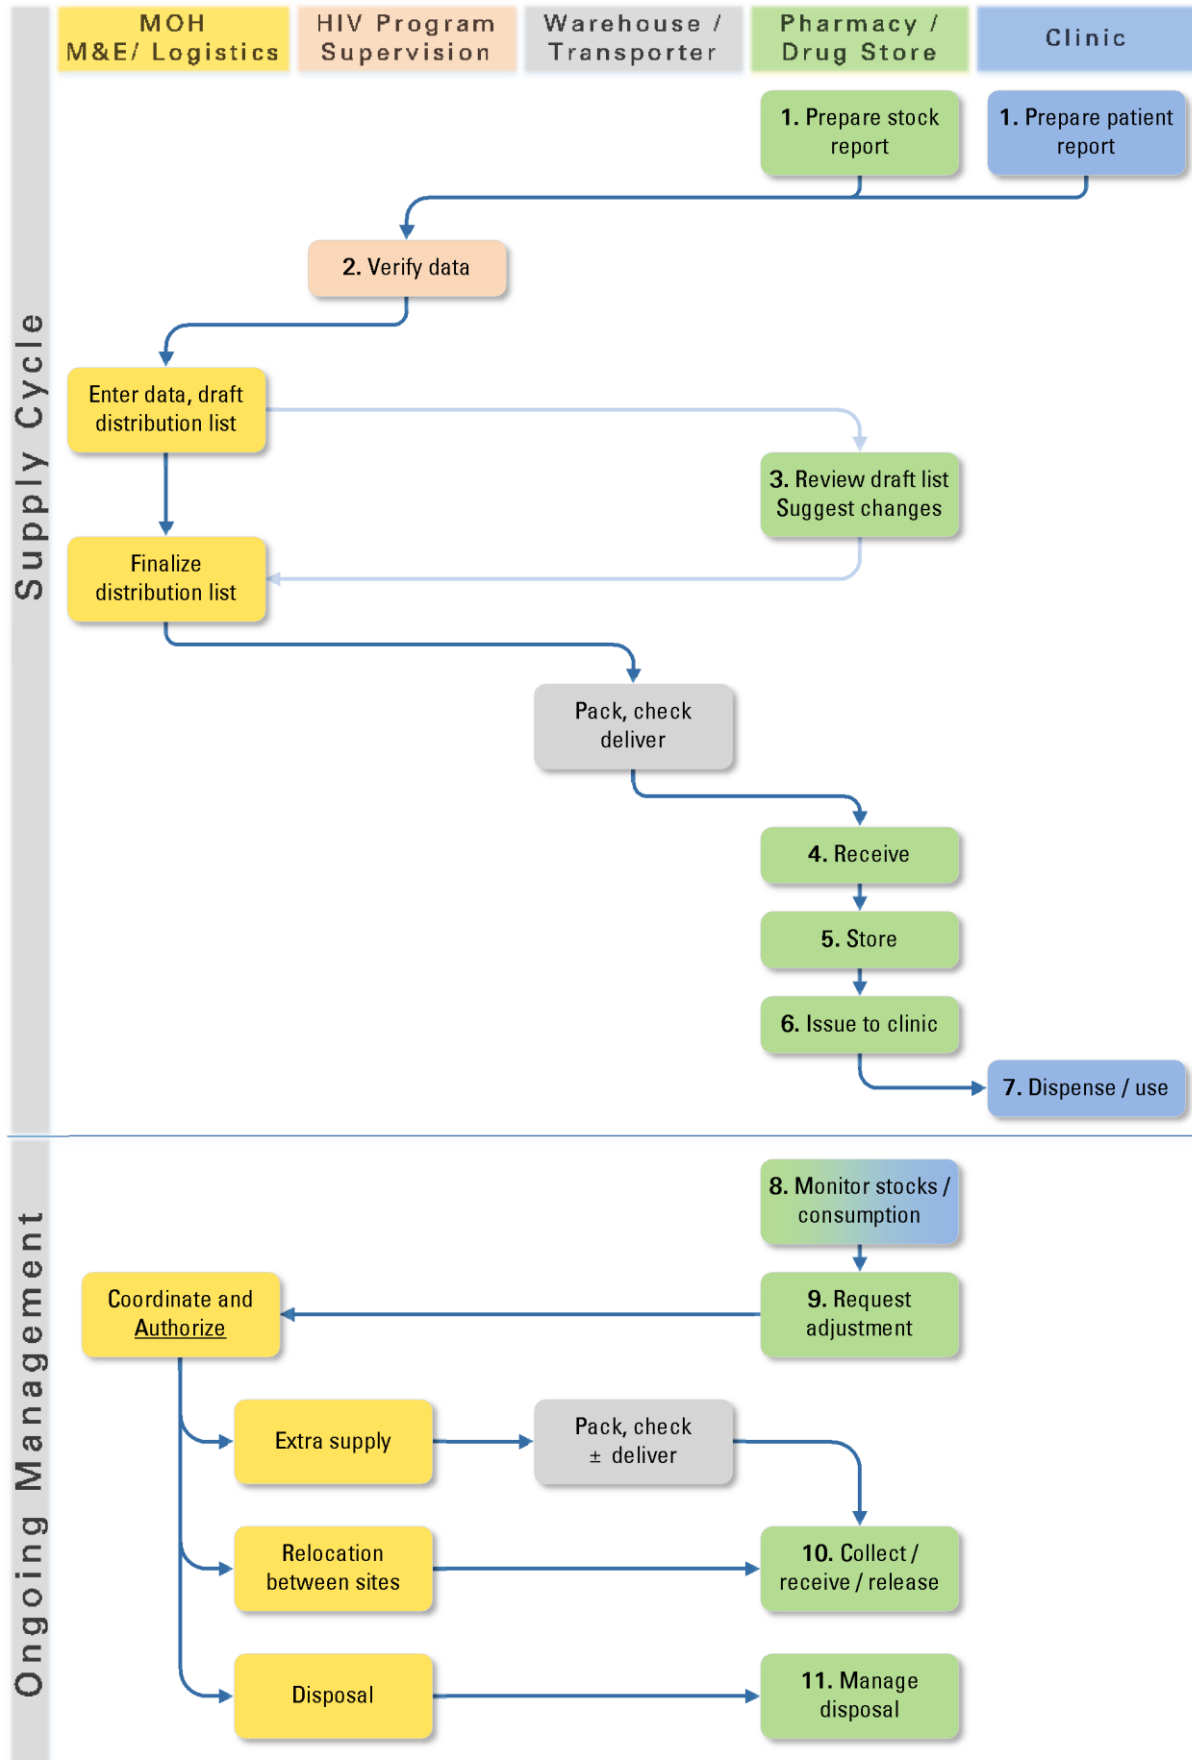 MOH
M&E/ Logistics
HIV Program
Supervision
Warehouse /
Transporter
Pharmacy /
Drug Store
Clinic
Supply Cycle
1. Prepare stock
report
1. Prepare patient
report
2. Verify data
Enter data, draft
distribution list
3. Review draft list
Suggest changes
Finalize
distribution list
Pack, check
deliver
4. Receive
5. Store
6. Issue to clinic
7. Dispense / use
Ongoing Management
8. Monitor stocks /
consumption
Coordinate and
Authorize
9. Request
adjustment
Extra supply
Pack, check
± deliver
Relocation
between sites
10. Collect /
receive / release
Disposal
11. Manage
disposal